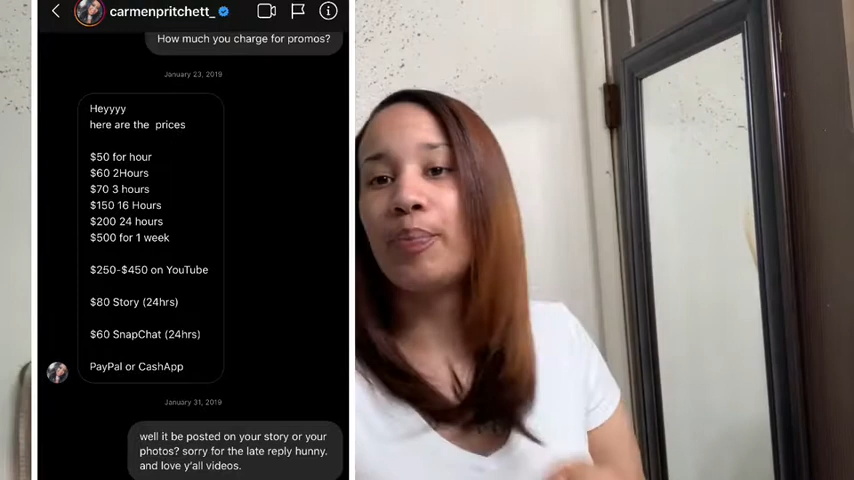 carmenpritchett_
How much you charge for promos?
January 23, 2019
Heyyyy
here are the prices
$50 for hour
$60 2Hours
$70 3 hours
$150 16 Hours
$200 24 hours
$500 for 1 week
$250-$450 on YouTube
$80 Story (24hrs)
$60 SnapChat (24hrs)
PayPal or CashApp
January 31, 2019
well it be posted on your story or your
photos? sorry for the late reply hunny.
and love y'all videos.